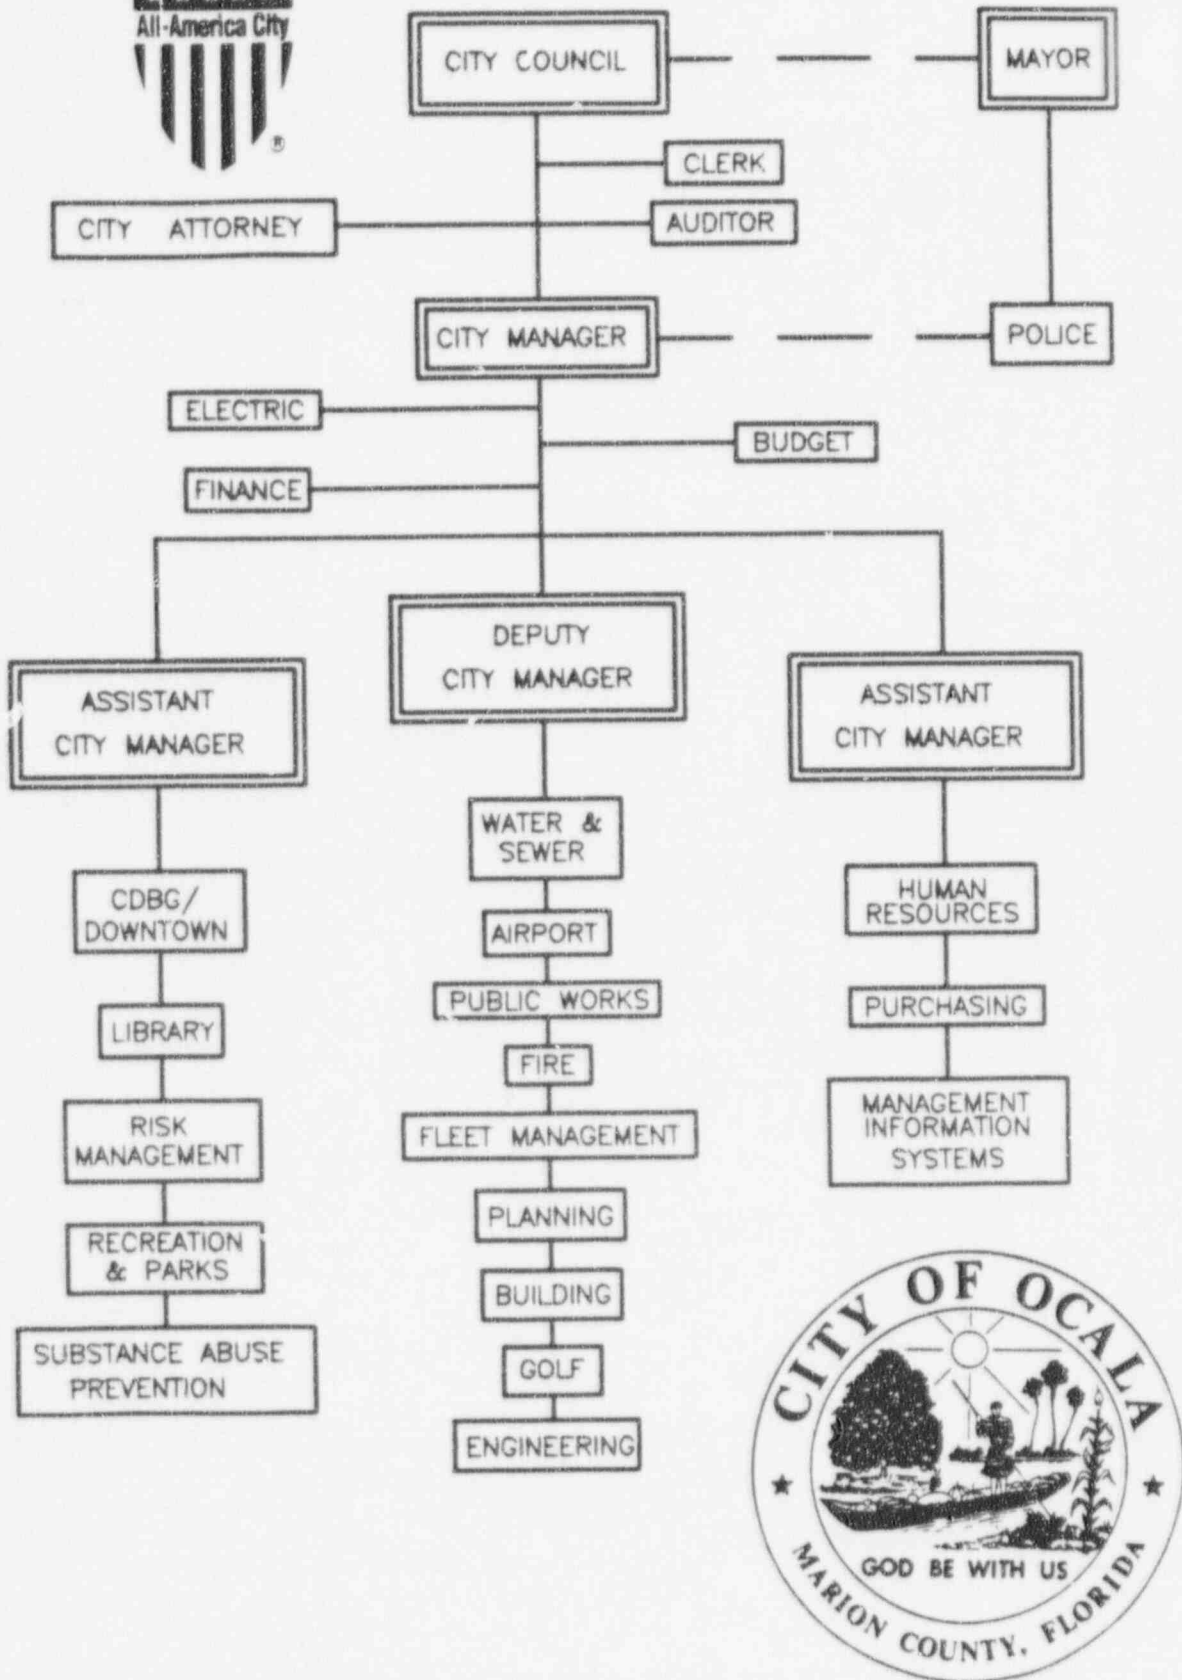 All-America City
®
CITY COUNCIL
MAYOR
CLERK
CITY ATTORNEY
AUDITOR
CITY MANAGER
POLICE
ELECTRIC
BUDGET
FINANCE
ASSISTANT
CITY MANAGER
DEPUTY
CITY MANAGER
ASSISTANT
CITY MANAGER
CDBG/
DOWNTOWN
LIBRARY
RISK
MANAGEMENT
RECREATION
& PARKS
SUBSTANCE ABUSE
PREVENTION
WATER &
SEWER
AIRPORT
PUBLIC WORKS
FIRE
FLEET MANAGEMENT
PLANNING
BUILDING
GOLF
ENGINEERING
HUMAN
RESOURCES
PURCHASING
MANAGEMENT
INFORMATION
SYSTEMS
CITY OF OCALA
GOD BE WITH US
MARION COUNTY, FLORIDA